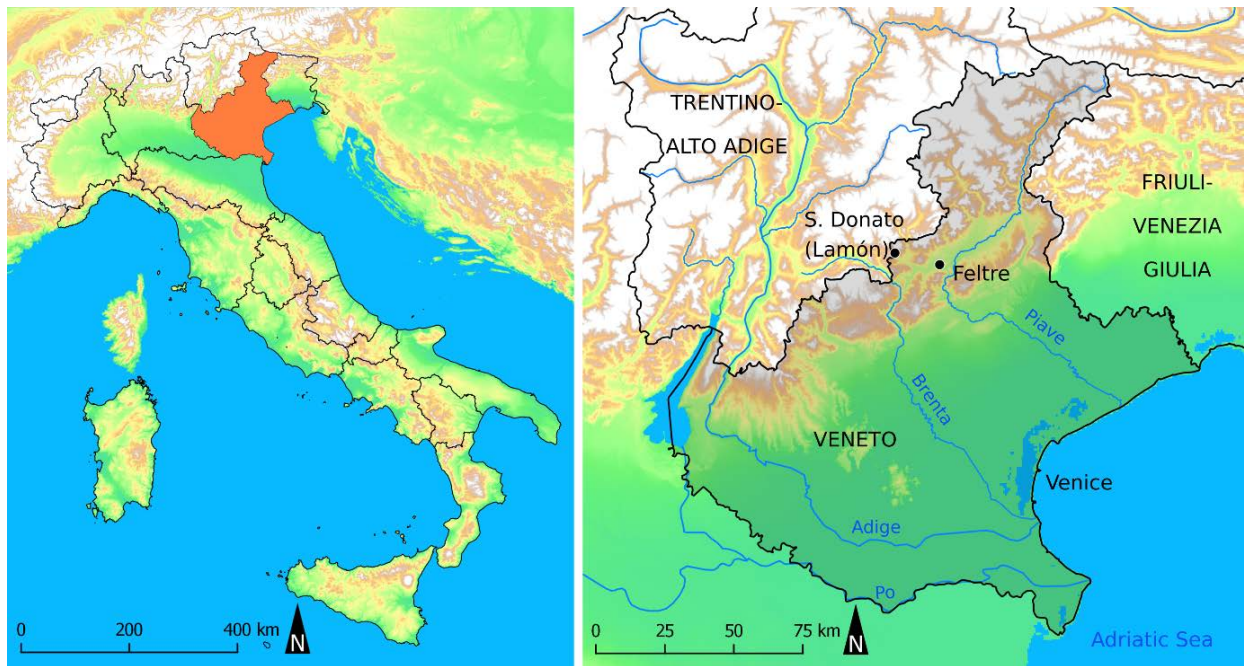 0 200 400 km
N
TRENTINO-
ALTO ADIGE
S. Donato
(Lamón)
Feltre
FRIULI-
VENEZIA
GIULIA
Piave
Brenta
VENETO
Venice
Adige
Po
0 25 50 75 km
N
Adriatic Sea